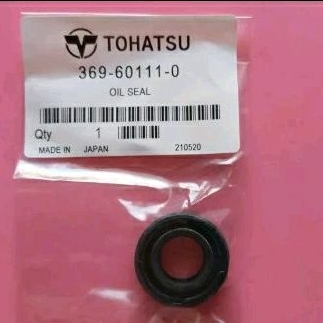 TOHATSU
369-60111-0
OIL SEAL
Qty 1
MADE IN JAPAN 210520